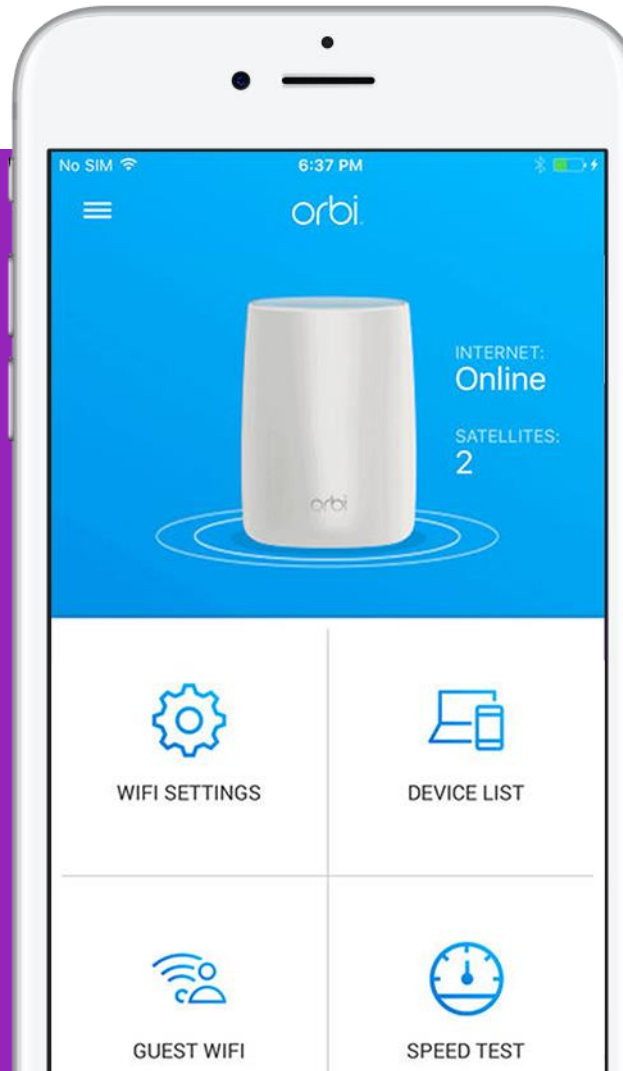 No SIM 6:37 PM
orbi
INTERNET:
Online
SATELLITES:
2
orbi
WIFI SETTINGS
DEVICE LIST
GUEST WIFI
SPEED TEST